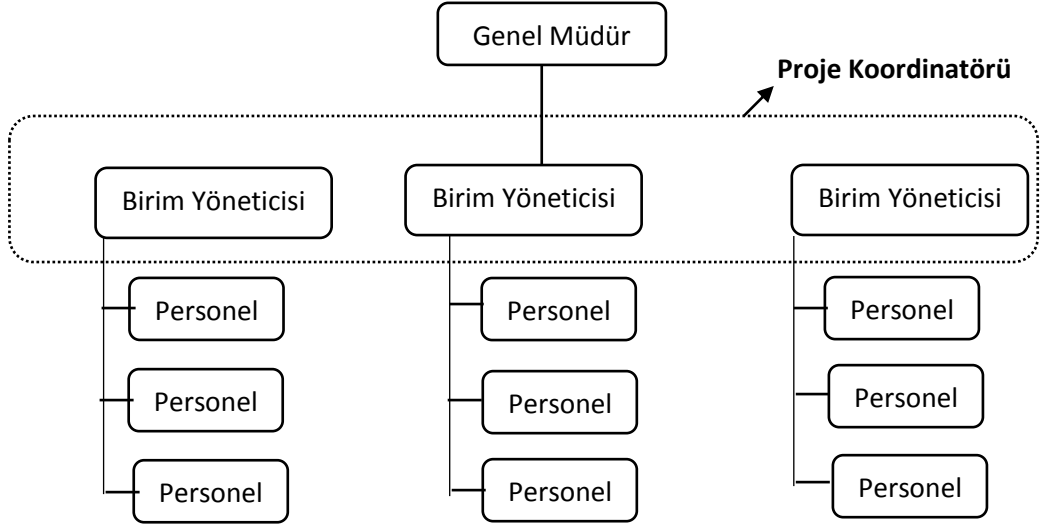 Genel Müdür
Proje Koordinatörü
Birim Yöneticisi
Birim Yöneticisi
Birim Yöneticisi
Personel
Personel
Personel
Personel
Personel
Personel
Personel
Personel
Personel